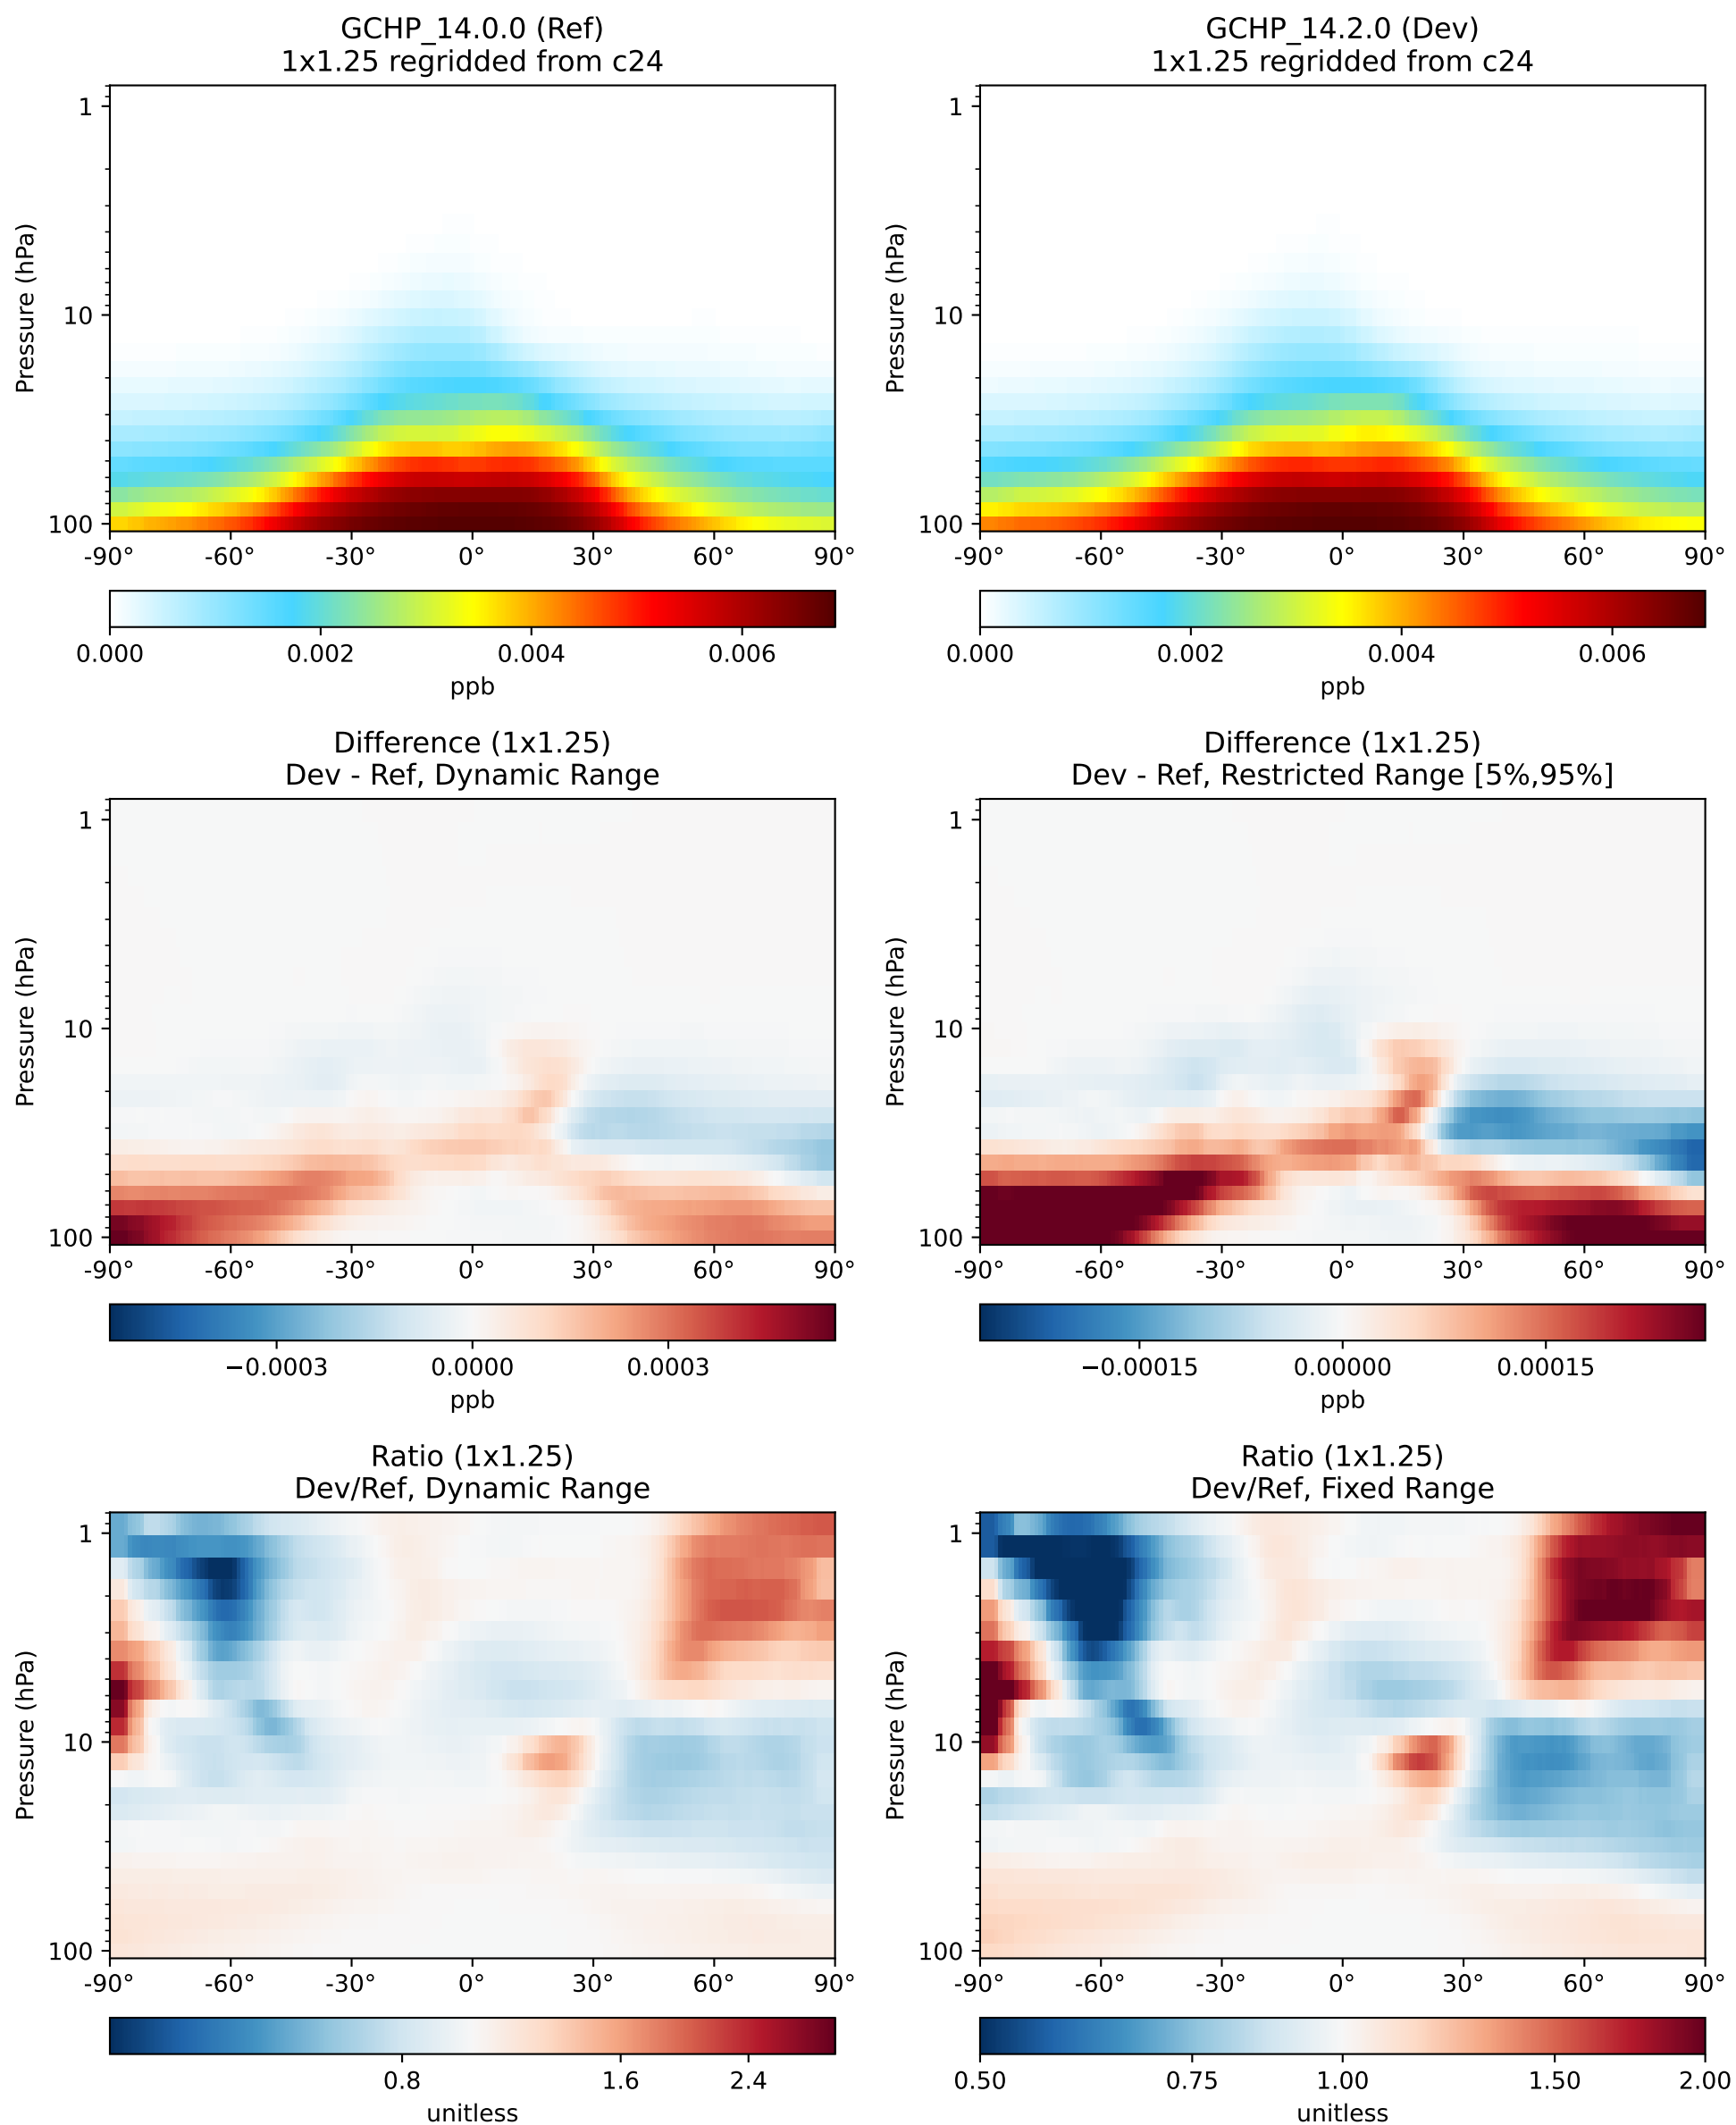 GCHP_14.0.0 (Ref)
1x1.25 regridded from c24
Pressure (hPa)
1
10
100
-90° -60° -30° 0° 30° 60° 90°
0.000 0.002 0.004 0.006
ppb
GCHP_14.2.0 (Dev)
1x1.25 regridded from c24
Pressure (hPa)
1
10
100
-90° -60° -30° 0° 30° 60° 90°
0.000 0.002 0.004 0.006
ppb
Difference (1x1.25)
Dev - Ref, Dynamic Range
Pressure (hPa)
1
10
100
-90° -60° -30° 0° 30° 60° 90°
−0.0003 0.0000 0.0003
ppb
Difference (1x1.25)
Dev - Ref, Restricted Range [5%,95%]
Pressure (hPa)
1
10
100
-90° -60° -30° 0° 30° 60° 90°
−0.00015 0.00000 0.00015
ppb
Ratio (1x1.25)
Dev/Ref, Dynamic Range
Pressure (hPa)
1
10
100
-90° -60° -30° 0° 30° 60° 90°
0.8 1.6 2.4
unitless
Ratio (1x1.25)
Dev/Ref, Fixed Range
Pressure (hPa)
1
10
100
-90° -60° -30° 0° 30° 60° 90°
0.50 0.75 1.00 1.50 2.00
unitless